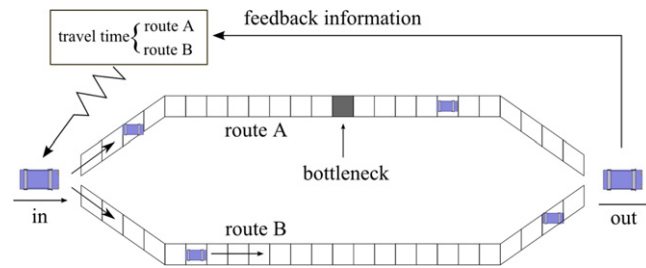 feedback information
travel time { route A
route B
route A
bottleneck
in
route B
out